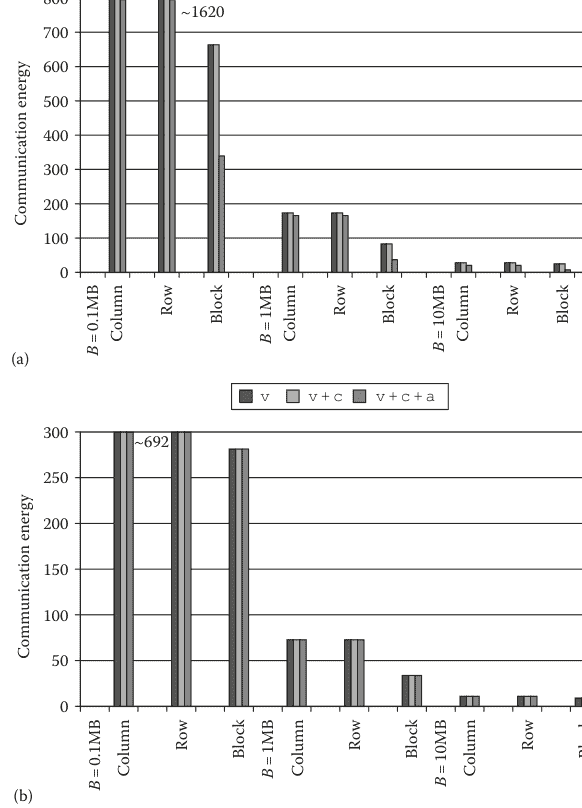 800
~1620
700
600
500
400
300
200
100
0
Communication energy
B = 0.1MB
Column
Row
Block
B = 1MB
Column
Row
Block
B = 10MB
Column
Row
Block
(a)
v v+c v+c+a
300
~692
250
200
150
100
50
0
Communication energy
B = 0.1MB
Column
Row
Block
B = 1MB
Column
Row
Block
B = 10MB
Column
Row
(b)